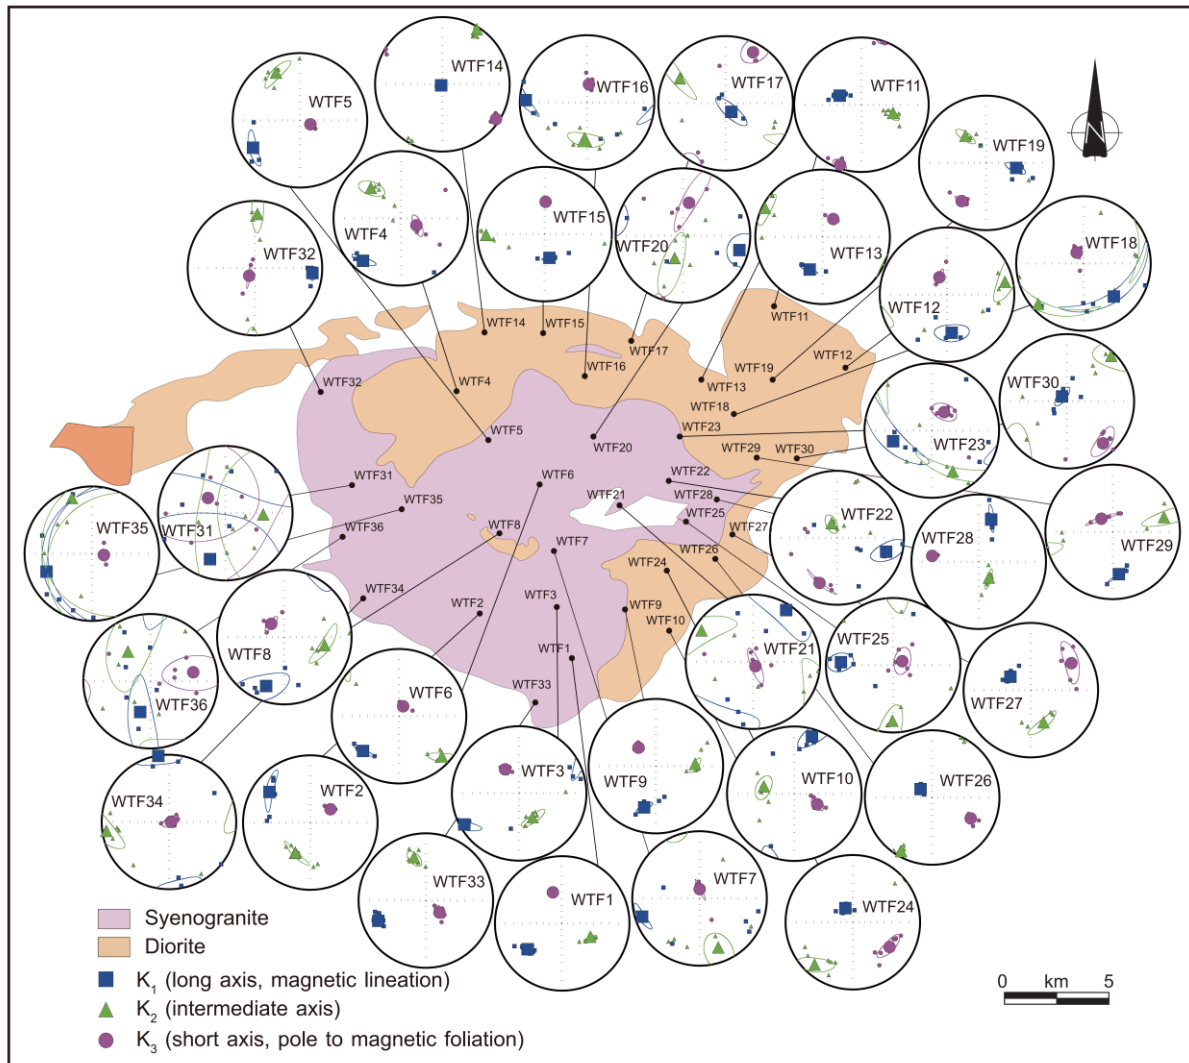 WTF14
WTF5
WTF16
WTF17
WTF11
WTF19
WTF4
WTF15
WTF20
WTF13
WTF32
WTF12
WTF18
N
WTF14
WTF15
WTF17
WTF11
WTF32
WTF4
WTF16
WTF13
WTF19
WTF12
WTF18
WTF30
WTF5
WTF20
WTF23
WTF23
WTF29
WTF30
WTF31
WTF6
WTF22
WTF31
WTF35
WTF21
WTF28
WTF22
WTF35
WTF36
WTF8
WTF7
WTF25
WTF27
WTF28
WTF29
WTF26
WTF24
WTF34
WTF2
WTF3
WTF9
WTF10
WTF8
WTF1
WTF21
WTF25
WTF36
WTF33
WTF6
WTF27
WTF34
WTF2
WTF3
WTF9
WTF10
WTF26
WTF33
WTF1
WTF7
WTF24
Syenogranite
Diorite
K1 (long axis, magnetic lineation)
K2 (intermediate axis)
K3 (short axis, pole to magnetic foliation)
0 km 5